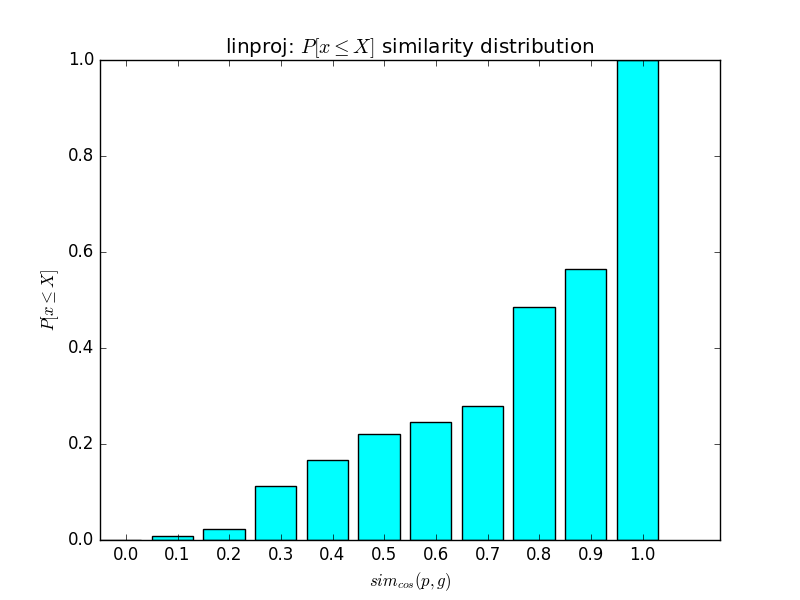 linproj: P[x ≤ X] similarity distribution
1.0
0.8
0.6
0.4
0.2
0.0
P[x ≤ X]
0.0 0.1 0.2 0.3 0.4 0.5 0.6 0.7 0.8 0.9 1.0
sim_cos(p, g)